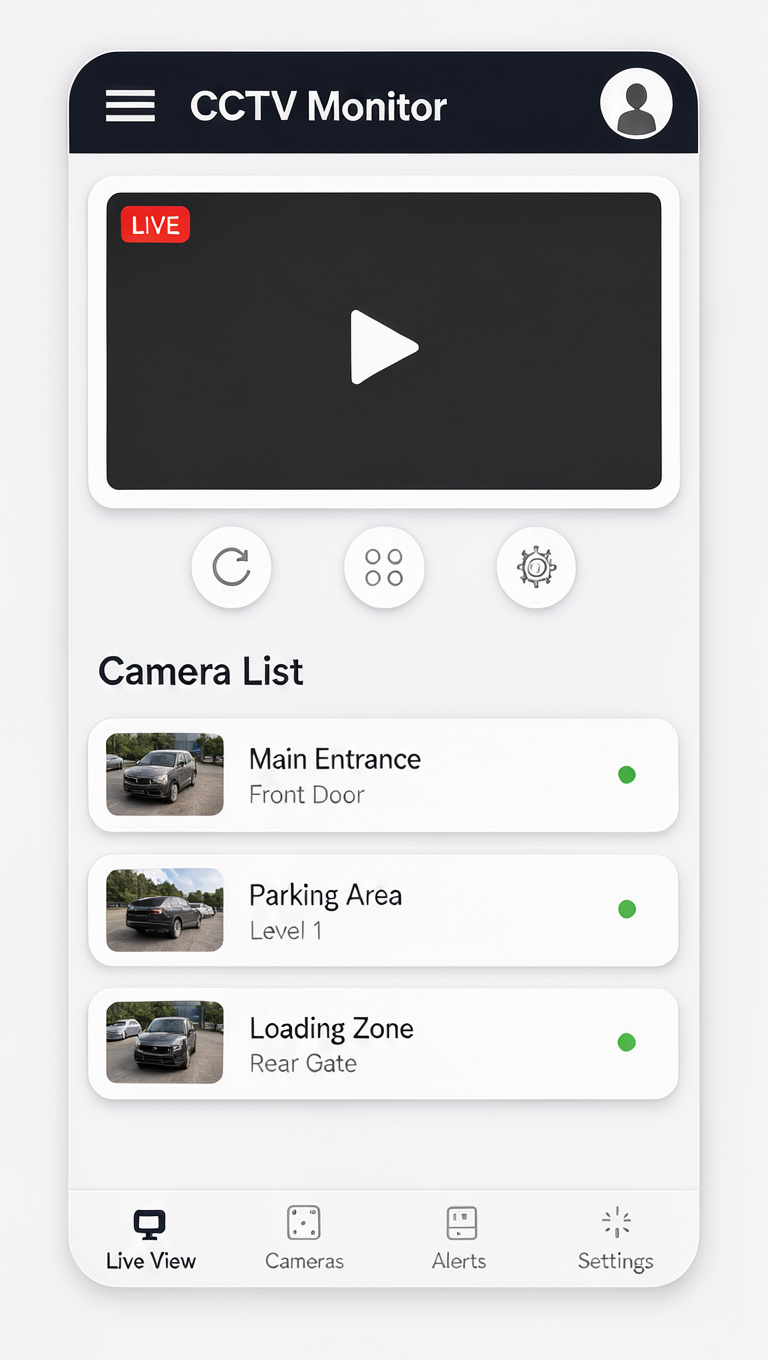 CCTV Monitor
LIVE
Camera List
Main Entrance
Front Door
Parking Area
Level 1
Loading Zone
Rear Gate
Live View
Cameras
Alerts
Settings